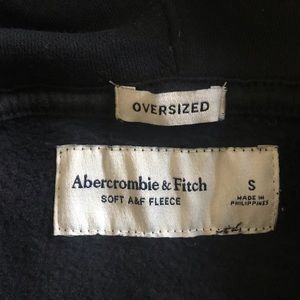 OVERSIZED
Abercrombie & Fitch S
SOFT A&F FLEECE MADE IN
PHILIPPINES